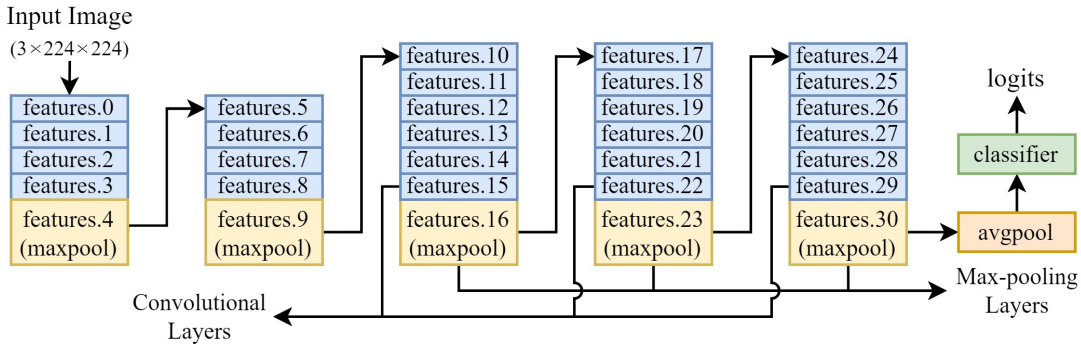 Input Image
(3×224×224)
features.0
features.1
features.2
features.3
features.4
(maxpool)
features.5
features.6
features.7
features.8
features.9
(maxpool)
features.10
features.11
features.12
features.13
features.14
features.15
features.16
(maxpool)
features.17
features.18
features.19
features.20
features.21
features.22
features.23
(maxpool)
features.24
features.25
features.26
features.27
features.28
features.29
features.30
(maxpool)
logits
classifier
avgpool
Convolutional
Layers
Max-pooling
Layers